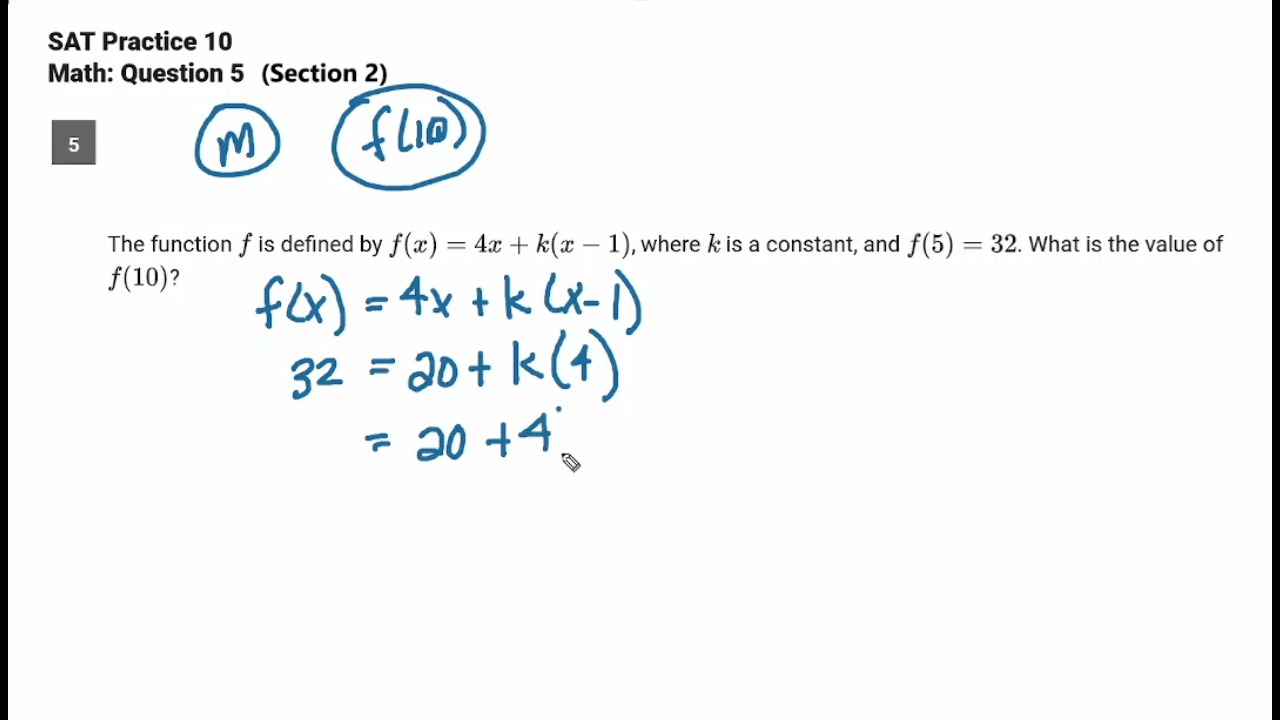 SAT Practice 10
Math: Question 5 (Section 2)
m f(10)
5
The function f is defined by f(x) = 4x + k(x − 1), where k is a constant, and f(5) = 32. What is the value of
f(10)?
f(x) = 4x + k (x-1)
32 = 20 + k(4)
= 20 + 4